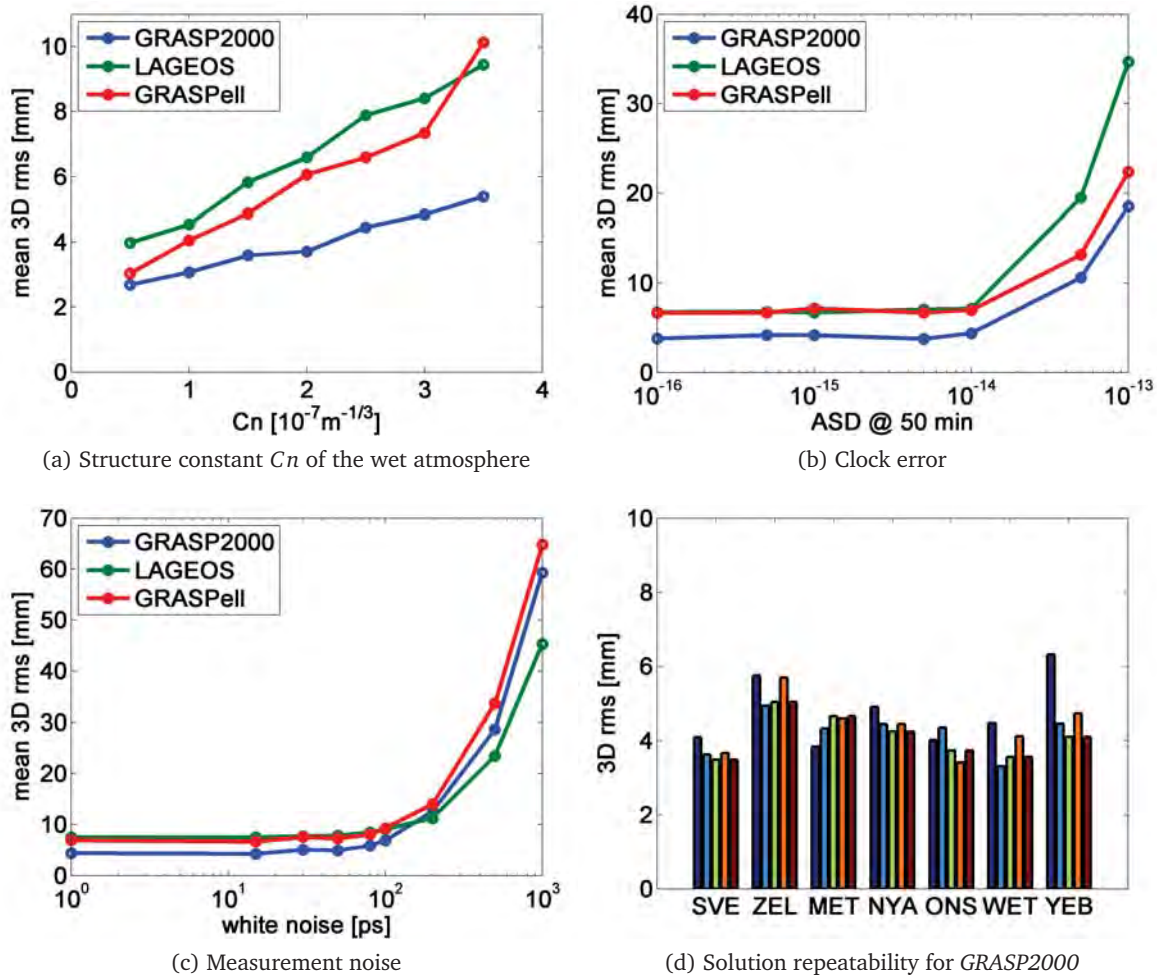 mean 3D rms [mm]
10
8
6
4
2
0
GRASP2000
LAGEOS
GRASPell
0 1 2 3 4
Cn [10⁻⁷m⁻¹/³]
(a) Structure constant Cn of the wet atmosphere
mean 3D rms [mm]
40
30
20
10
0
GRASP2000
LAGEOS
GRASPell
10⁻¹⁶ 10⁻¹⁵ 10⁻¹⁴ 10⁻¹³
ASD @ 50 min
(b) Clock error
mean 3D rms [mm]
70
60
50
40
30
20
10
0
GRASP2000
LAGEOS
GRASPell
10⁰ 10¹ 10² 10³
white noise [ps]
(c) Measurement noise
3D rms [mm]
10
8
6
4
2
0
SVE ZEL MET NYA ONS WET YEB
(d) Solution repeatability for GRASP2000